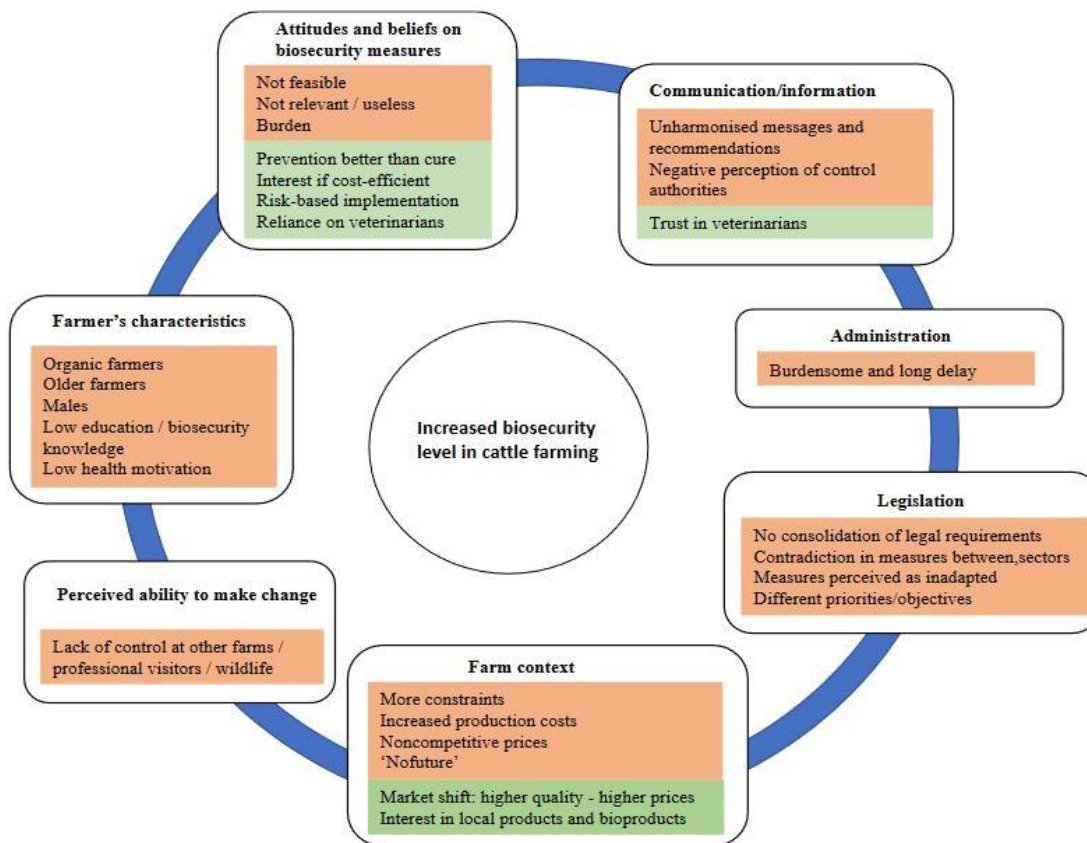 Attitudes and beliefs on
biosecurity measures
Not feasible
Not relevant / useless
Burden
Prevention better than cure
Interest if cost-efficient
Risk-based implementation
Reliance on veterinarians
Communication/information
Unharmonised messages and
recommendations
Negative perception of control
authorities
Trust in veterinarians
Administration
Burdensome and long delay
Legislation
No consolidation of legal requirements
Contradiction in measures between,sectors
Measures perceived as inadapted
Different priorities/objectives
Farm context
More constraints
Increased production costs
Noncompetitive prices
‘Nofuture’
Market shift: higher quality - higher prices
Interest in local products and bioproducts
Perceived ability to make change
Lack of control at other farms /
professional visitors / wildlife
Farmer’s characteristics
Organic farmers
Older farmers
Males
Low education / biosecurity
knowledge
Low health motivation
Increased biosecurity
level in cattle farming